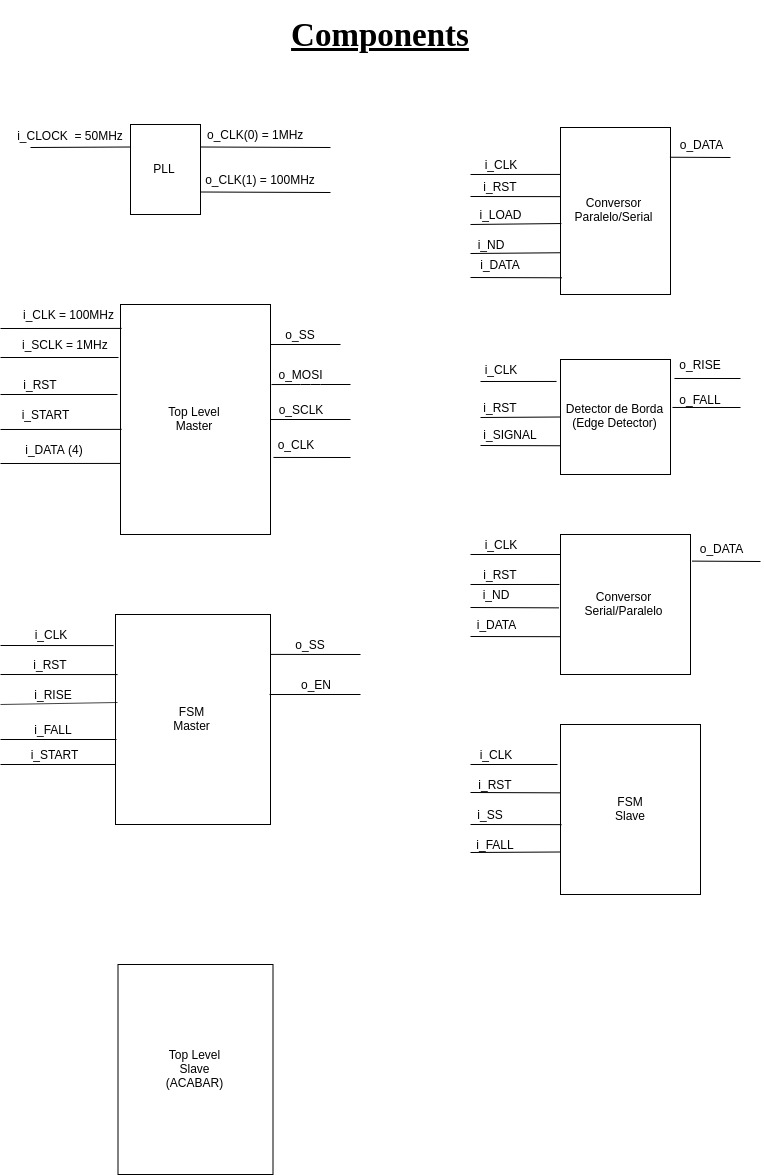 Components
i_CLOCK  = 50MHz
PLL
o_CLK(0) = 1MHz
o_CLK(1) = 100MHz
i_CLK = 100MHz
i_SCLK = 1MHz
i_RST
i_START
i_DATA (4)
Top Level
Master
o_SS
o_MOSI
o_SCLK
o_CLK
i_CLK
i_RST
i_RISE
i_FALL
i_START
FSM
Master
o_SS
o_EN
Top Level
Slave
(ACABAR)
i_CLK
i_RST
i_LOAD
i_ND
i_DATA
Conversor
Paralelo/Serial
o_DATA
i_CLK
i_RST
i_SIGNAL
Detector de Borda
(Edge Detector)
o_RISE
o_FALL
i_CLK
i_RST
i_ND
i_DATA
Conversor
Serial/Paralelo
o_DATA
i_CLK
i_RST
i_SS
i_FALL
FSM
Slave